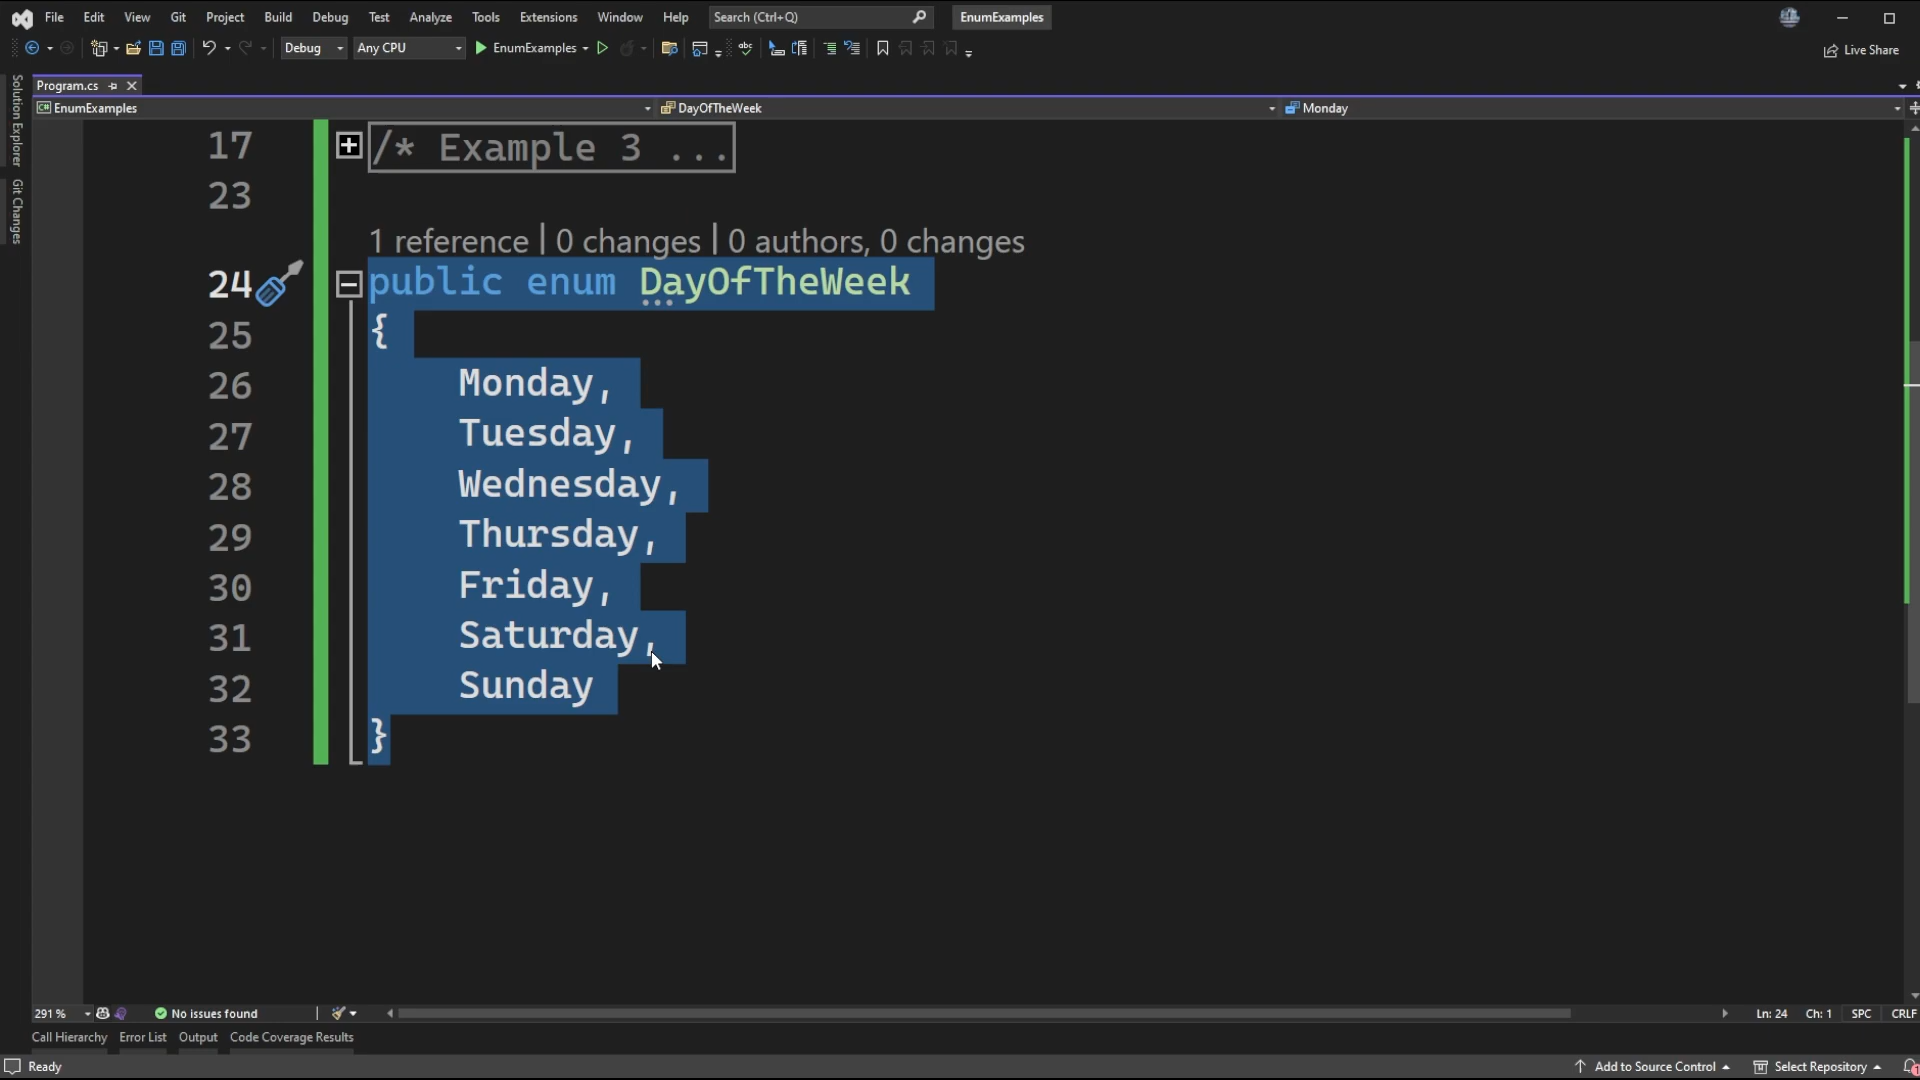 File Edit View Git Project Build Debug Test Analyze Tools Extensions Window Help Search (Ctrl+Q) EnumExamples
Debug Any CPU EnumExamples Live Share
Solution Explorer
Git Changes
Program.cs
C# EnumExamples DayOfTheWeek Monday
17 /* Example 3 ...
23
1 reference | 0 changes | 0 authors, 0 changes
24 public enum DayOfTheWeek
25 {
26 Monday,
27 Tuesday,
28 Wednesday,
29 Thursday,
30 Friday,
31 Saturday,
32 Sunday
33 }
291 % No issues found Ln: 24 Ch: 1 SPC CRLF
Call Hierarchy Error List Output Code Coverage Results
Ready Add to Source Control Select Repository 1